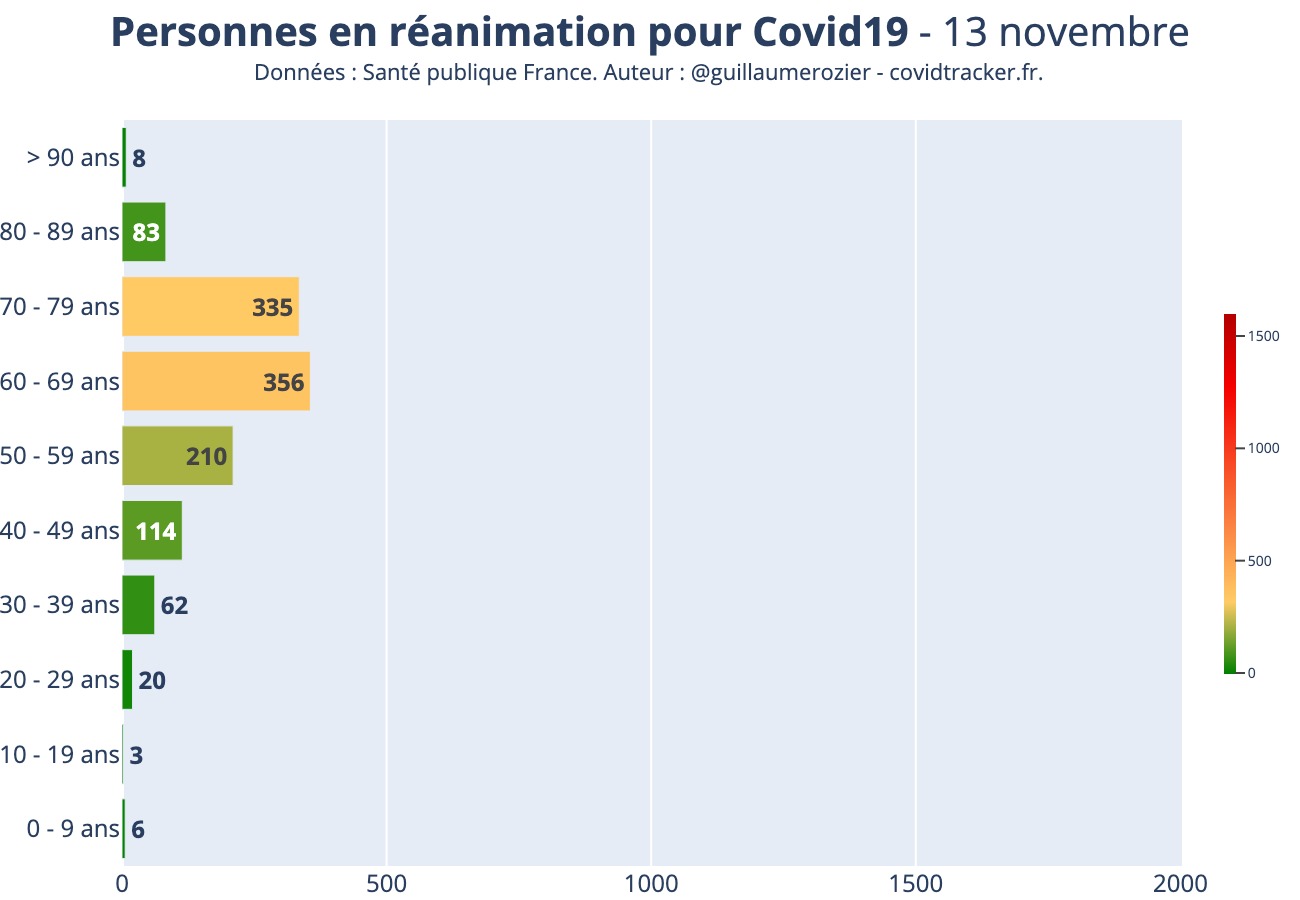 Personnes en réanimation pour Covid19 - 13 novembre
Données : Santé publique France. Auteur : @guillaumerozier - covidtracker.fr.
> 90 ans 8
80 - 89 ans 83
70 - 79 ans 335
60 - 69 ans 356
50 - 59 ans 210
40 - 49 ans 114
30 - 39 ans 62
20 - 29 ans 20
10 - 19 ans 3
0 - 9 ans 6
0 500 1000 1500 2000
1500
1000
500
0